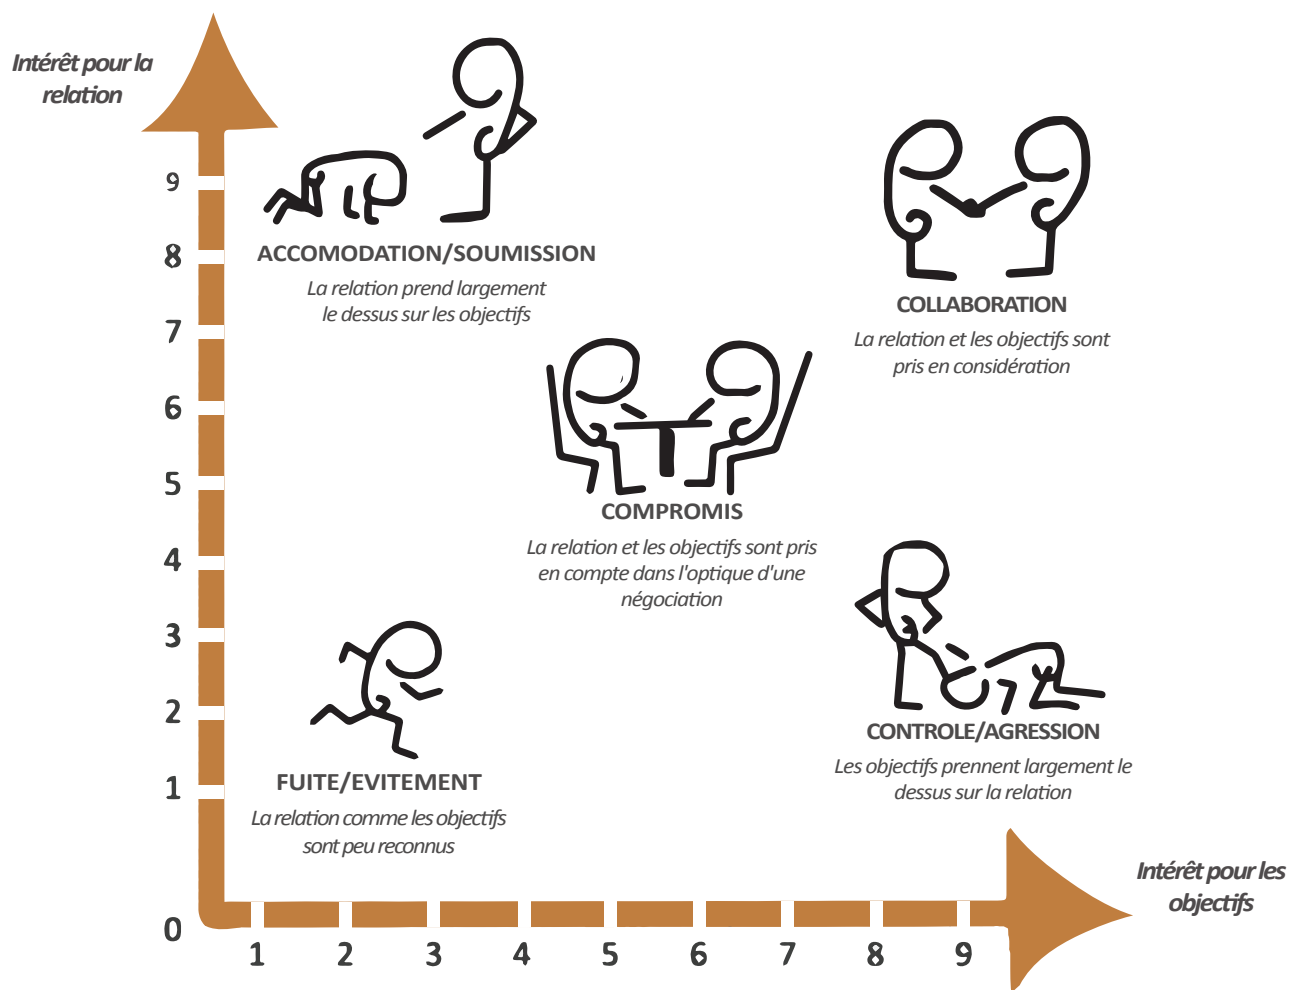 Intérêt pour la
relation
9
8
7
6
5
4
3
2
1
0
ACCOMODATION/SOUMISSION
La relation prend largement
le dessus sur les objectifs
COLLABORATION
La relation et les objectifs sont
pris en considération
COMPROMIS
La relation et les objectifs sont pris
en compte dans l'optique d'une
négociation
CONTROLE/AGRESSION
Les objectifs prennent largement le
dessus sur la relation
FUITE/EVITEMENT
La relation comme les objectifs
sont peu reconnus
Intérêt pour les
objectifs
1 2 3 4 5 6 7 8 9